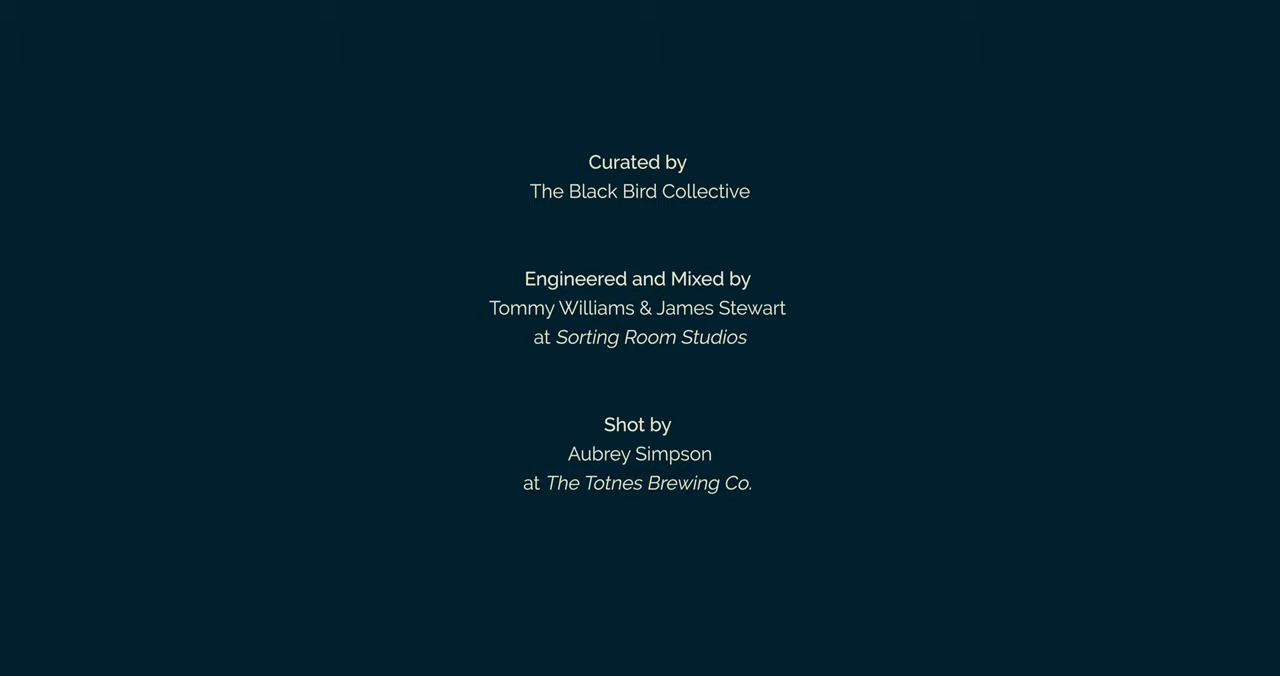 Curated by
The Black Bird Collective
Engineered and Mixed by
Tommy Williams & James Stewart
at Sorting Room Studios
Shot by
Aubrey Simpson
at The Totnes Brewing Co.